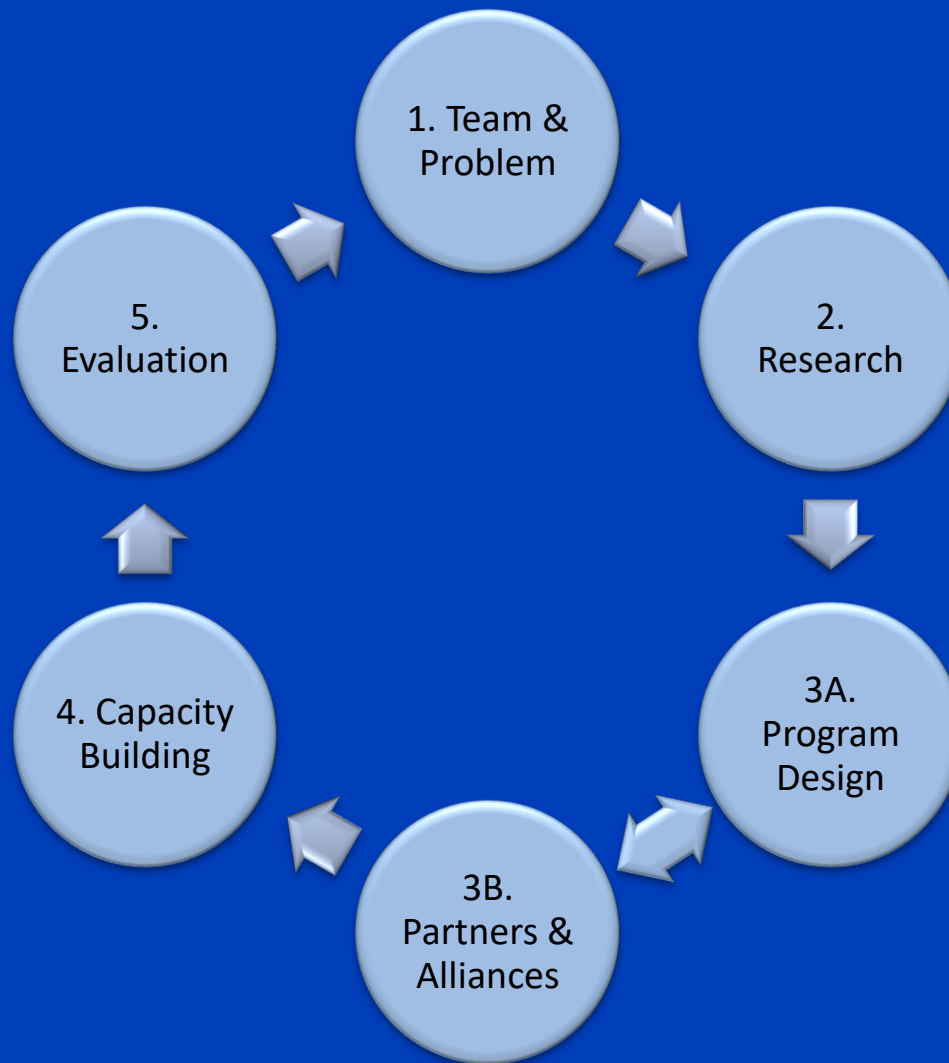 1. Team &
Problem
2.
Research
3A.
Program
Design
3B.
Partners &
Alliances
4. Capacity
Building
5.
Evaluation